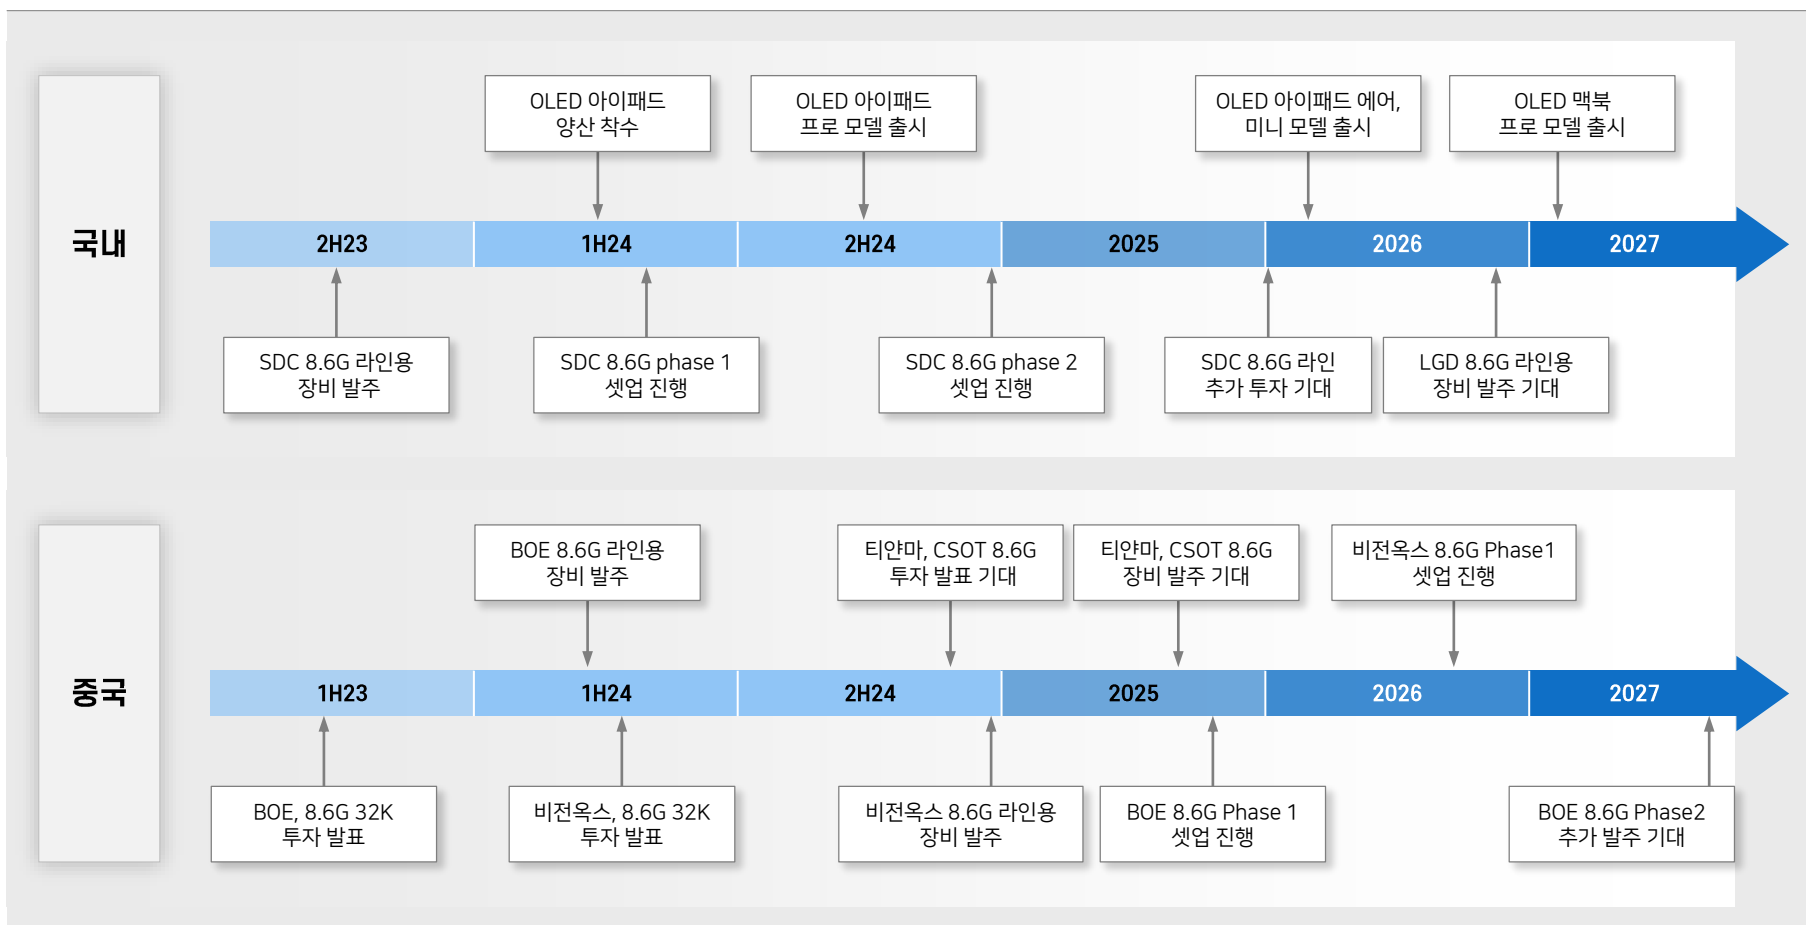 국내
OLED 아이패드
양산 착수
OLED 아이패드
프로 모델 출시
OLED 아이패드 에어,
미니 모델 출시
OLED 맥북
프로 모델 출시
2H23
1H24
2H24
2025
2026
2027
SDC 8.6G 라인용
장비 발주
SDC 8.6G phase 1
셋업 진행
SDC 8.6G phase 2
셋업 진행
SDC 8.6G 라인
추가 투자 기대
LGD 8.6G 라인용
장비 발주 기대
중국
BOE 8.6G 라인용
장비 발주
티얀마, CSOT 8.6G
투자 발표 기대
티얀마, CSOT 8.6G
장비 발주 기대
비전옥스 8.6G Phase1
셋업 진행
1H23
1H24
2H24
2025
2026
2027
BOE, 8.6G 32K
투자 발표
비전옥스, 8.6G 32K
투자 발표
비전옥스 8.6G 라인용
장비 발주
BOE 8.6G Phase 1
셋업 진행
BOE 8.6G Phase2
추가 발주 기대